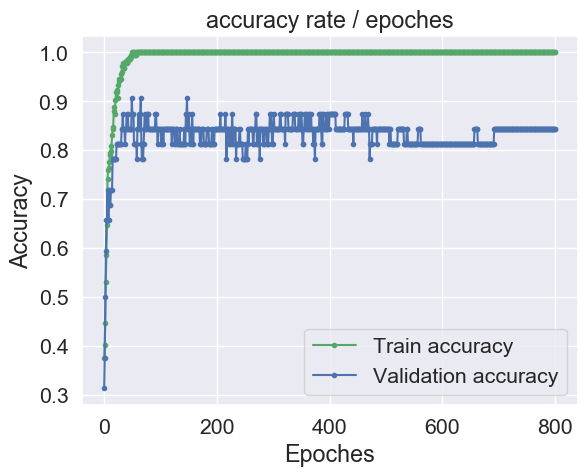 accuracy rate / epoches
1.0
0.9
0.8
0.7
0.6
0.5
0.4
0.3
Accuracy
Train accuracy
Validation accuracy
0 200 400 600 800
Epoches